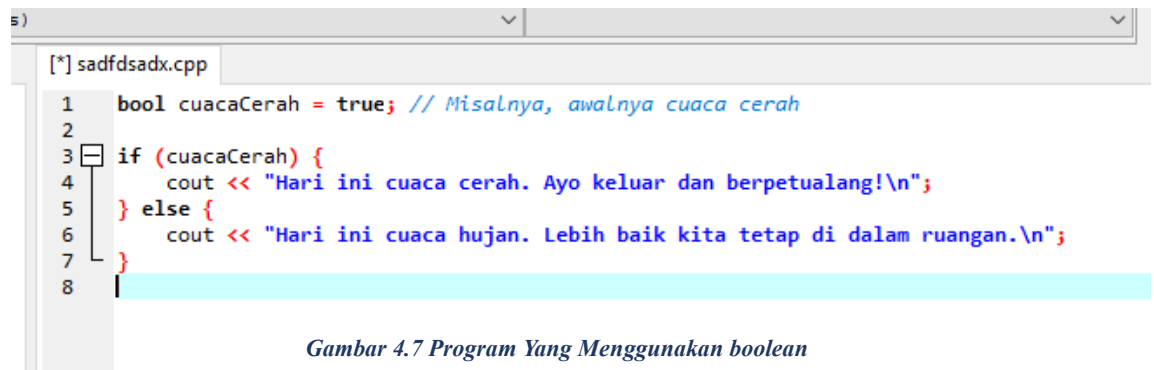 s)
[*] sadfdsadx.cpp
1 bool cuacaCerah = true; // Misalnya, awalnya cuaca cerah
2
3 if (cuacaCerah) {
4 cout << "Hari ini cuaca cerah. Ayo keluar dan berpetualang!\n";
5 } else {
6 cout << "Hari ini cuaca hujan. Lebih baik kita tetap di dalam ruangan.\n";
7 }
8
Gambar 4.7 Program Yang Menggunakan boolean